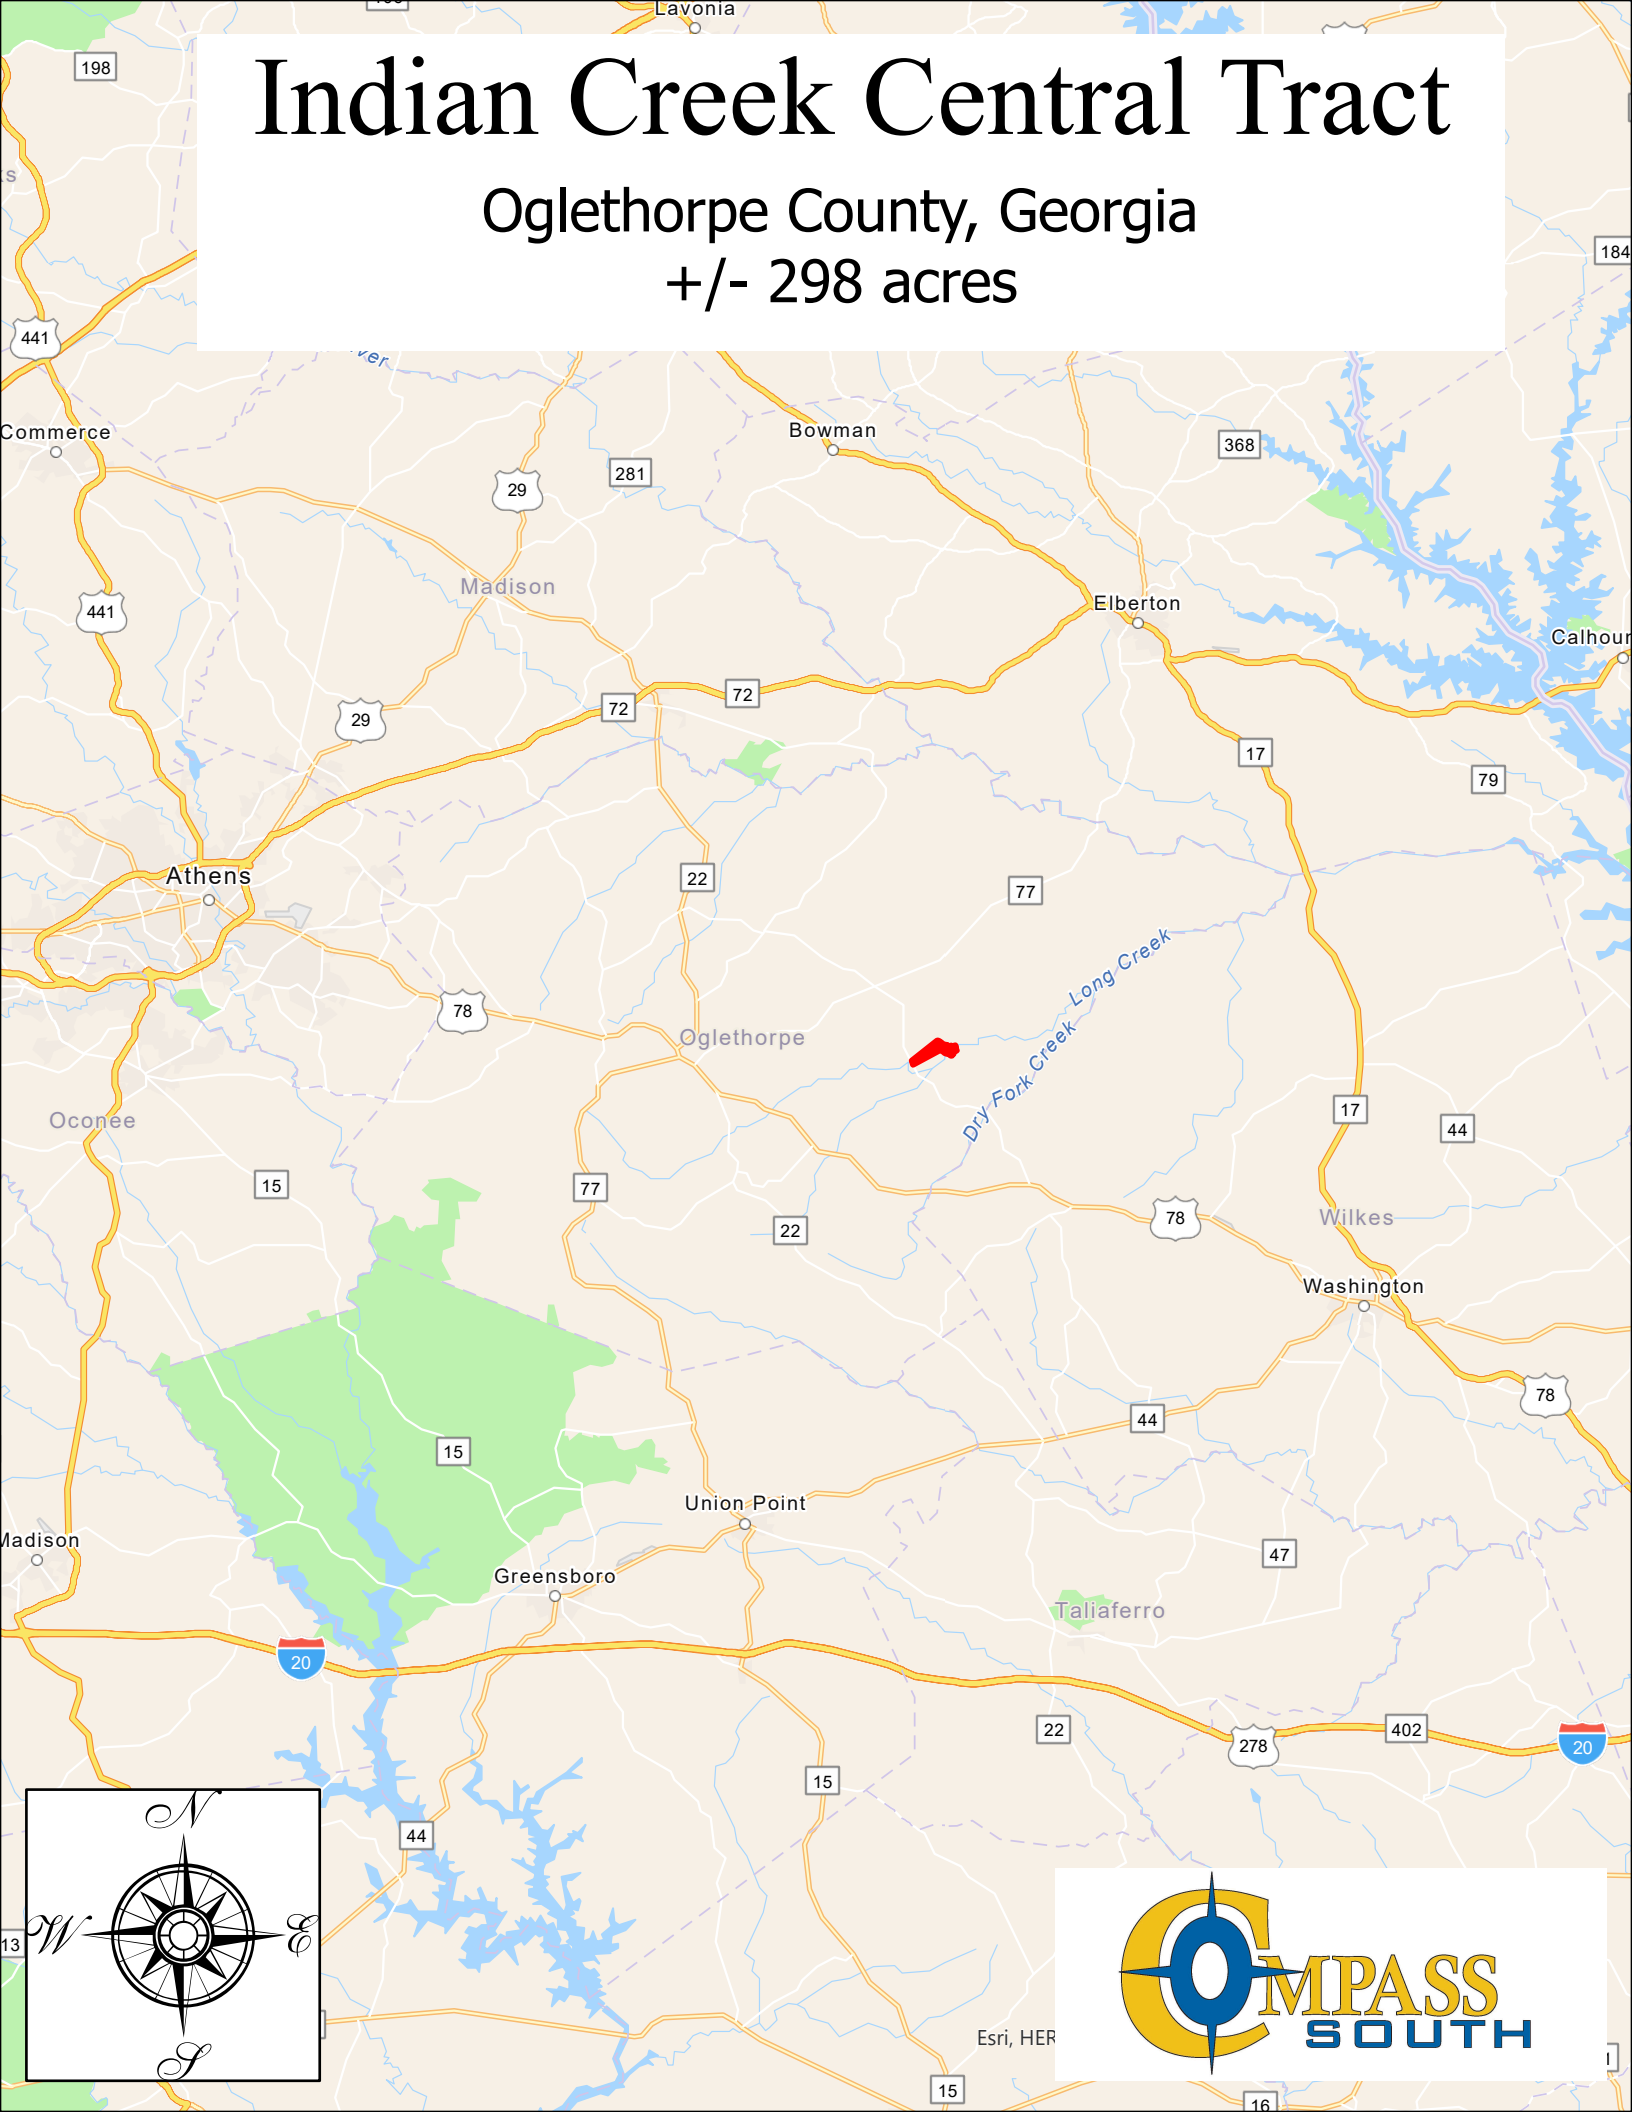 Lavonia
198
Indian Creek Central Tract
Oglethorpe County, Georgia
+/- 298 acres
184
441
Commerce
Bowman
368
281
29
Madison
441
Elberton
72
72
29
17
79
Athens
22
77
Long Creek
78
Oglethorpe
Dry Fork Creek
17
44
Oconee
15
77
22
78
Wilkes
Washington
78
44
15
Union Point
Madison
47
Greensboro
Taliaferro
20
22
402
278
20
15
44
N
W
E
S
13
COMPASS
SOUTH
Esri, HER
15
16